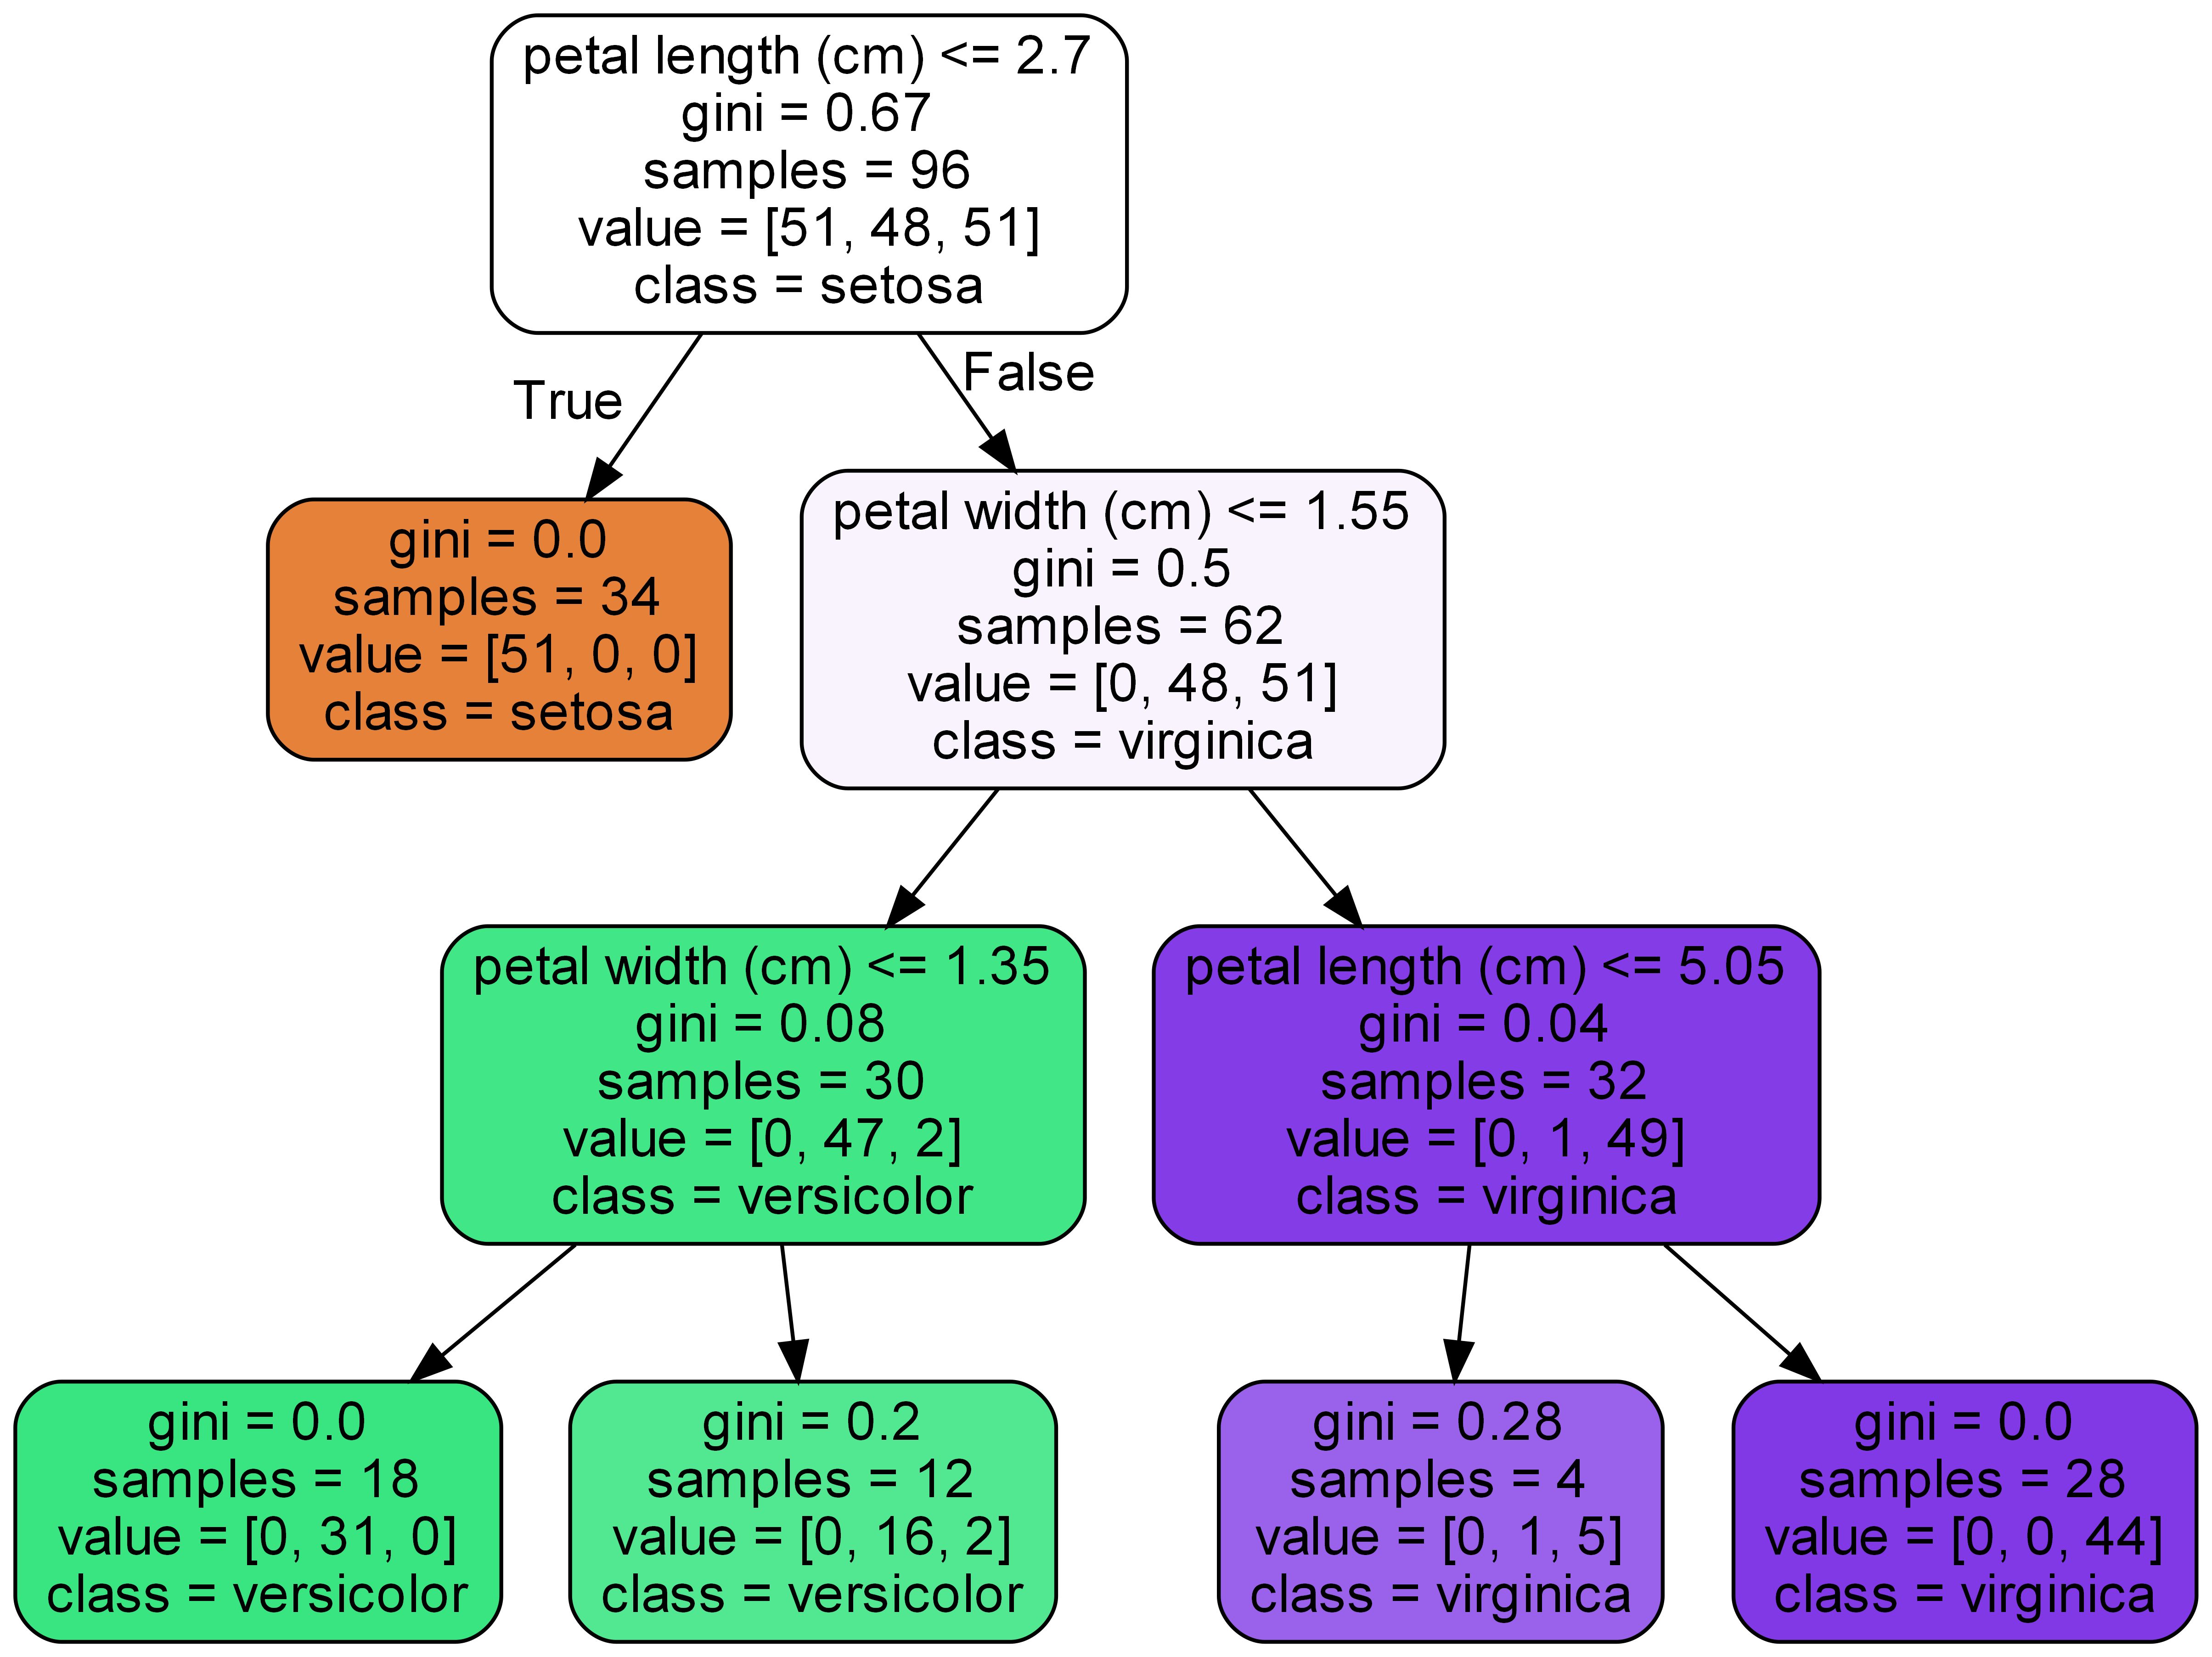 petal length (cm) <= 2.7
gini = 0.67
samples = 96
value = [51, 48, 51]
class = setosa
True
False
gini = 0.0
samples = 34
value = [51, 0, 0]
class = setosa
petal width (cm) <= 1.55
gini = 0.5
samples = 62
value = [0, 48, 51]
class = virginica
petal width (cm) <= 1.35
gini = 0.08
samples = 30
value = [0, 47, 2]
class = versicolor
petal length (cm) <= 5.05
gini = 0.04
samples = 32
value = [0, 1, 49]
class = virginica
gini = 0.0
samples = 18
value = [0, 31, 0]
class = versicolor
gini = 0.2
samples = 12
value = [0, 16, 2]
class = versicolor
gini = 0.28
samples = 4
value = [0, 1, 5]
class = virginica
gini = 0.0
samples = 28
value = [0, 0, 44]
class = virginica